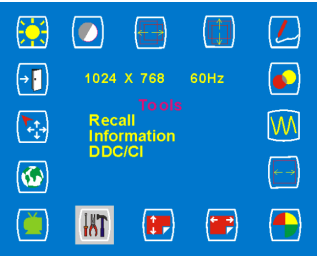 1024 X 768 60Hz
Tools
Recall
Information
DDC/CI